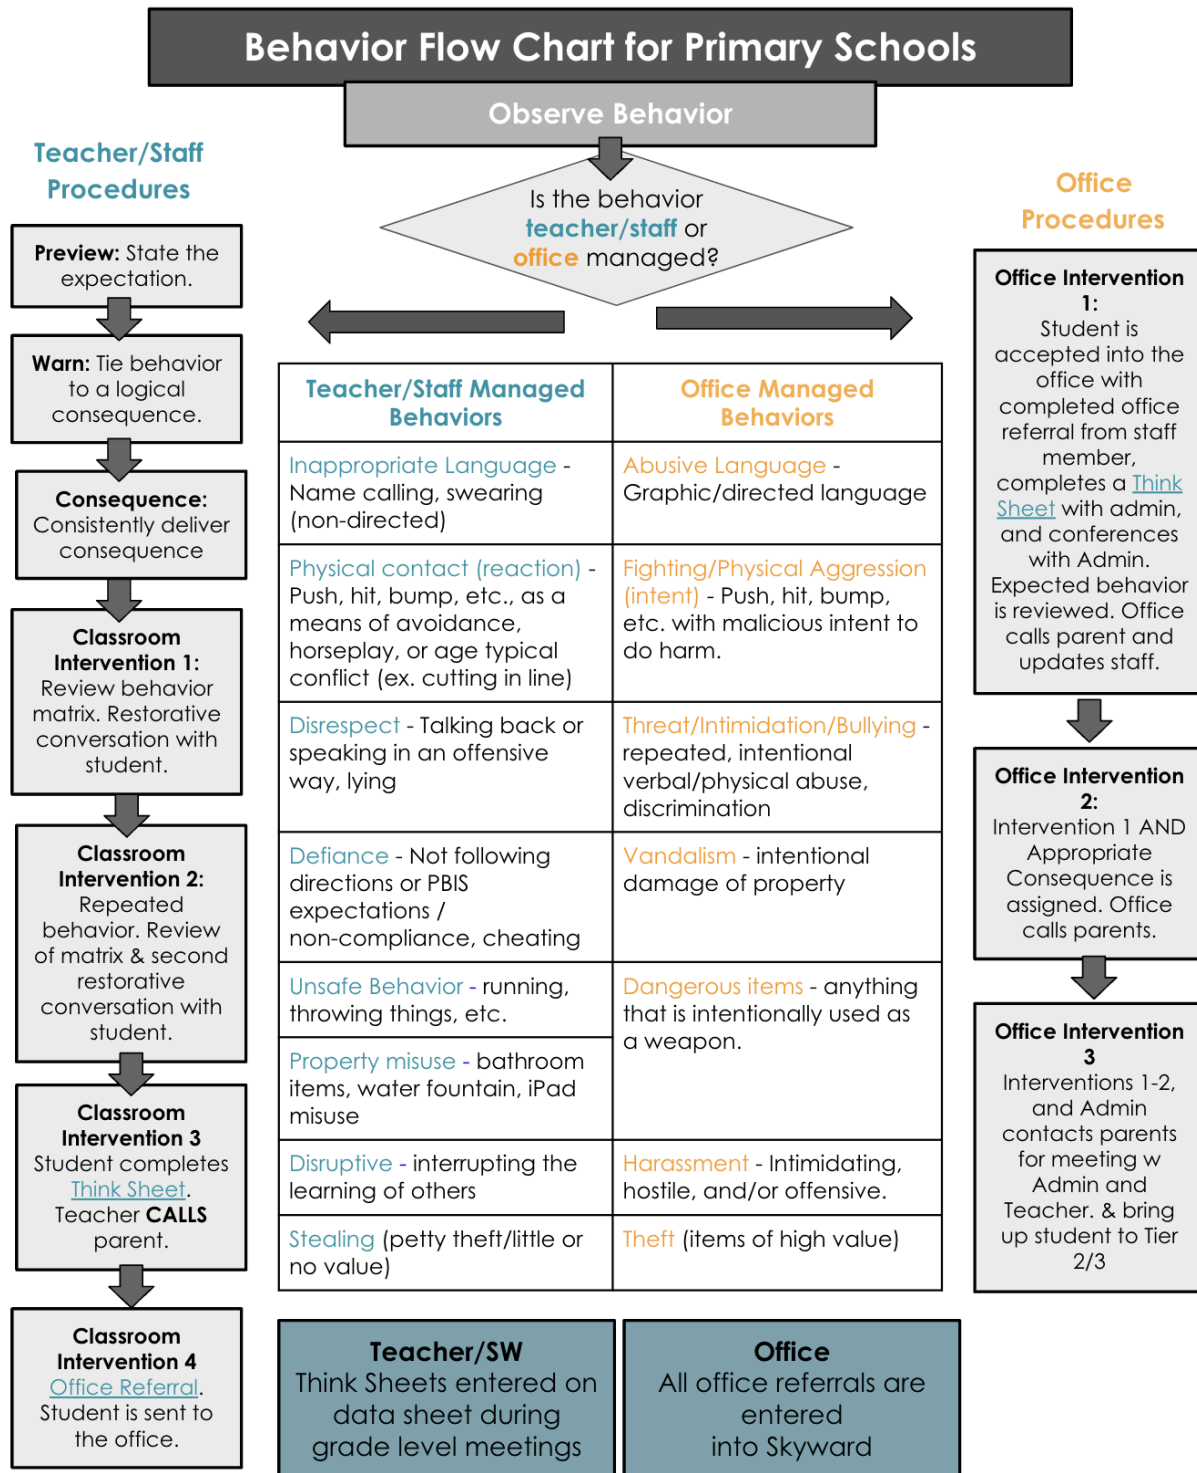 Behavior Flow Chart for Primary Schools
Observe Behavior
Is the behavior
teacher/staff or
office managed?
Teacher/Staff
Procedures
Preview: State the
expectation.
Warn: Tie behavior
to a logical
consequence.
Consequence:
Consistently deliver
consequence
Classroom
Intervention 1:
Review behavior
matrix. Restorative
conversation with
student.
Classroom
Intervention 2:
Repeated
behavior. Review
of matrix & second
restorative
conversation with
student.
Classroom
Intervention 3
Student completes
Think Sheet.
Teacher CALLS
parent.
Classroom
Intervention 4
Office Referral.
Student is sent to
the office.
Teacher/Staff Managed
Behaviors
Office Managed
Behaviors
Inappropriate Language -
Name calling, swearing
(non-directed)
Abusive Language -
Graphic/directed language
Physical contact (reaction) -
Push, hit, bump, etc., as a
means of avoidance,
horseplay, or age typical
conflict (ex. cutting in line)
Fighting/Physical Aggression
(intent) - Push, hit, bump,
etc. with malicious intent to
do harm.
Disrespect - Talking back or
speaking in an offensive
way, lying
Threat/Intimidation/Bullying -
repeated, intentional
verbal/physical abuse,
discrimination
Defiance - Not following
directions or PBIS
expectations /
non-compliance, cheating
Vandalism - intentional
damage of property
Unsafe Behavior - running,
throwing things, etc.
Dangerous items - anything
that is intentionally used as
a weapon.
Property misuse - bathroom
items, water fountain, iPad
misuse
Disruptive - interrupting the
learning of others
Harassment - Intimidating,
hostile, and/or offensive.
Stealing (petty theft/little or
no value)
Theft (items of high value)
Teacher/SW
Think Sheets entered on
data sheet during
grade level meetings
Office
All office referrals are
entered
into Skyward
Office
Procedures
Office Intervention
1:
Student is
accepted into the
office with
completed office
referral from staff
member,
completes a Think
Sheet with admin,
and conferences
with Admin.
Expected behavior
is reviewed. Office
calls parent and
updates staff.
Office Intervention
2:
Intervention 1 AND
Appropriate
Consequence is
assigned. Office
calls parents.
Office Intervention
3
Interventions 1-2,
and Admin
contacts parents
for meeting w
Admin and
Teacher. & bring
up student to Tier
2/3